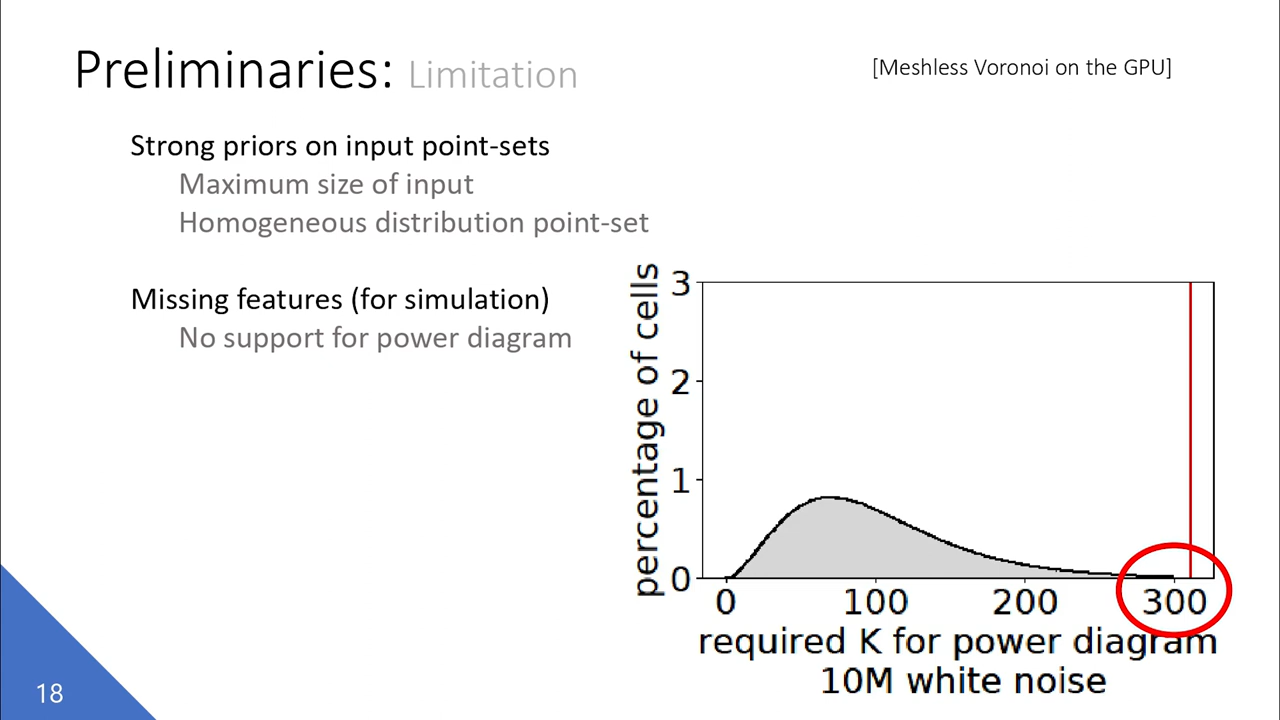 Preliminaries: Limitation
[Meshless Voronoi on the GPU]
Strong priors on input point-sets
Maximum size of input
Homogeneous distribution point-set
Missing features (for simulation)
No support for power diagram
percentage of cells
3
2
1
0
0 100 200 300
required K for power diagram
10M white noise
18